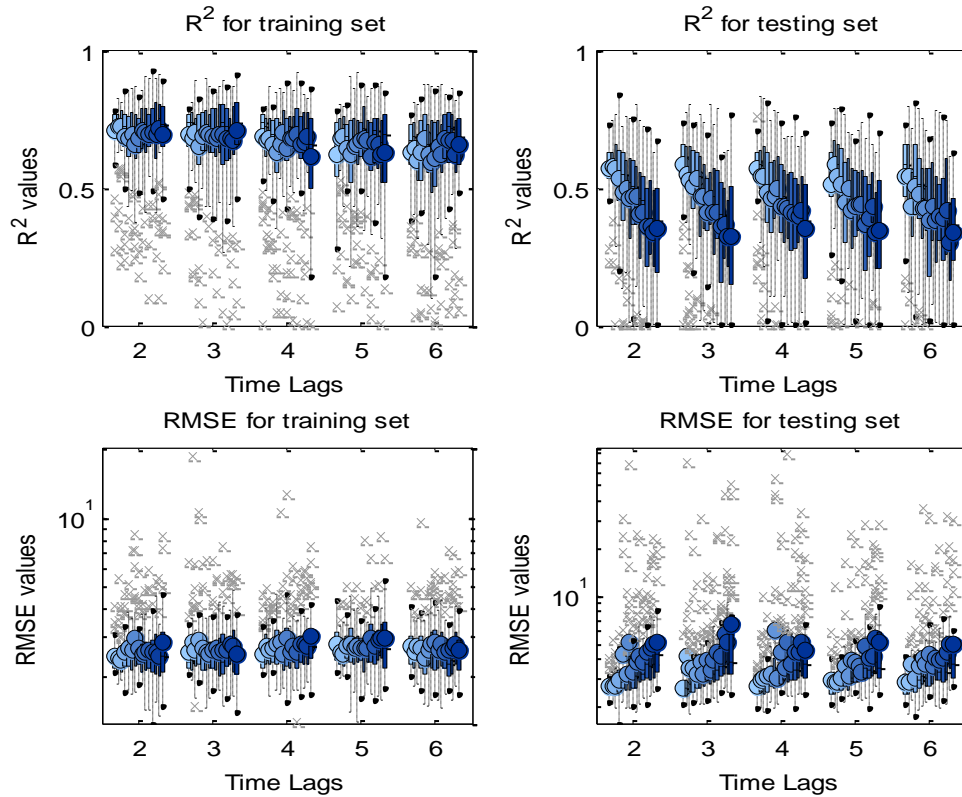 R² for training set
R² for testing set
1
0.5
0
R² values
2 3 4 5 6
Time Lags
1
0.5
0
R² values
2 3 4 5 6
Time Lags
RMSE for training set
RMSE for testing set
10¹
RMSE values
2 3 4 5 6
Time Lags
10¹
RMSE values
2 3 4 5 6
Time Lags